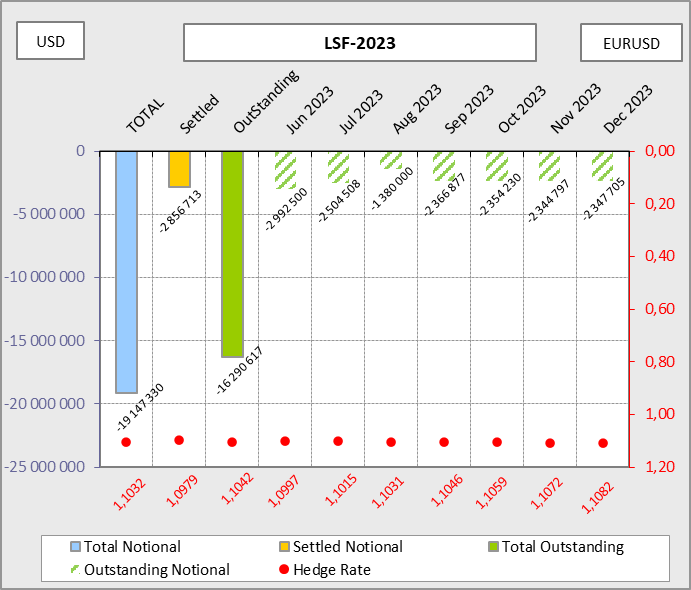 USD
LSF-2023
EURUSD
TOTAL
Settled
OutStanding
Jun 2023
Jul 2023
Aug 2023
Sep 2023
Oct 2023
Nov 2023
Dec 2023
0
-5 000 000
-10 000 000
-15 000 000
-20 000 000
-25 000 000
-19 147 330
-2 856 713
-16 290 617
-2 992 500
-2 504 508
-1 380 000
-2 366 877
-2 354 230
-2 344 797
-2 347 705
0,00
0,20
0,40
0,60
0,80
1,00
1,20
1,1032
1,0979
1,1042
1,0997
1,1015
1,1031
1,1046
1,1059
1,1072
1,1082
Total Notional
Settled Notional
Total Outstanding
Outstanding Notional
Hedge Rate